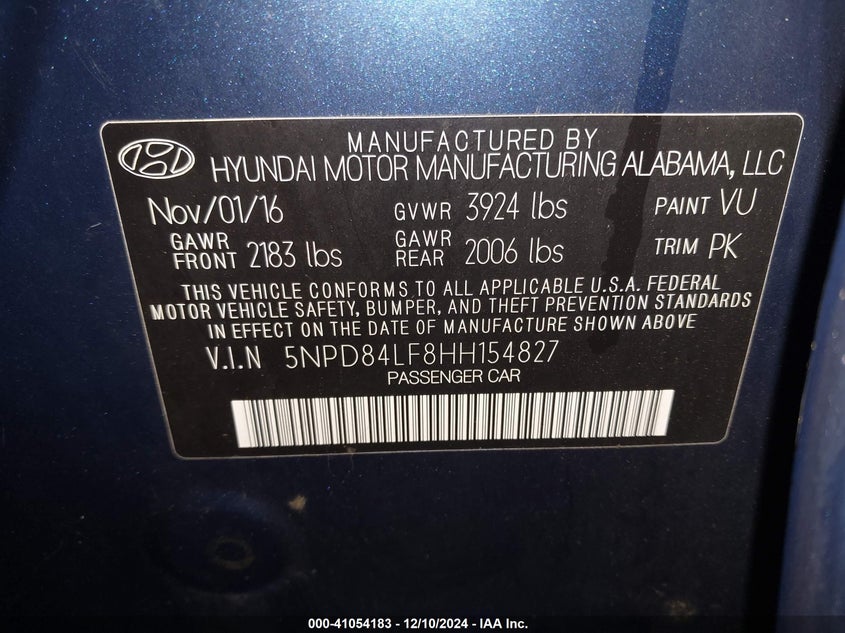 MANUFACTURED BY
HYUNDAI MOTOR MANUFACTURING ALABAMA, LLC
Nov/01/16 GVWR 3924 lbs PAINT VU
GAWR FRONT 2183 lbs GAWR REAR 2006 lbs TRIM PK
THIS VEHICLE CONFORMS TO ALL APPLICABLE U.S.A. FEDERAL
MOTOR VEHICLE SAFETY, BUMPER, AND THEFT PREVENTION STANDARDS
IN EFFECT ON THE DATE OF MANUFACTURE SHOWN ABOVE
V.I.N 5NPD84LF8HH154827
PASSENGER CAR
000-41054183 - 12/10/2024 - IAA Inc.